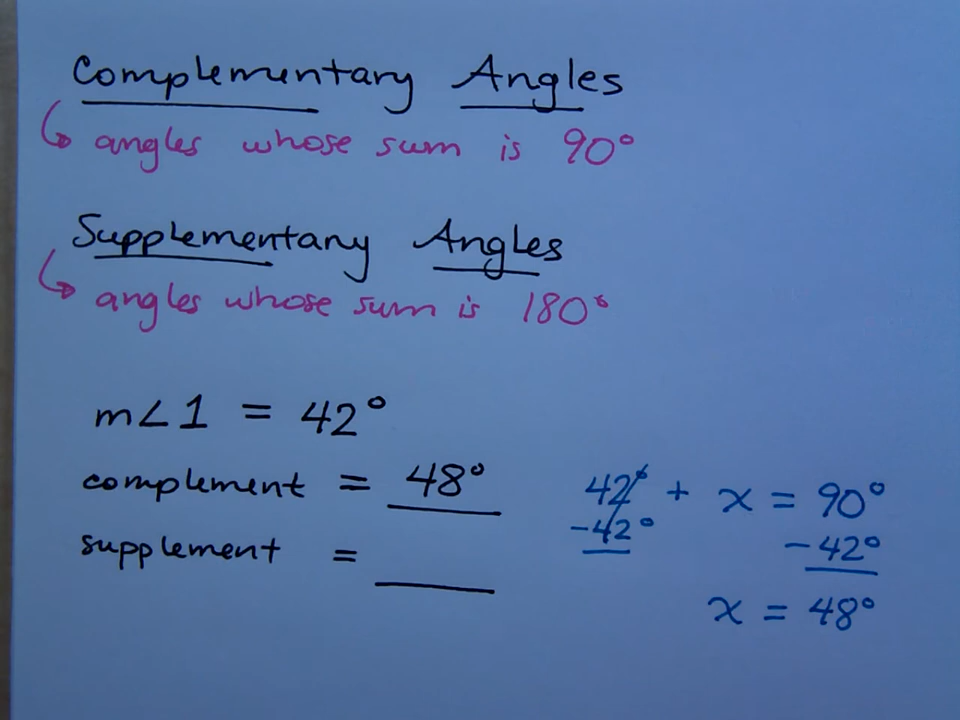 Complementary Angles
↳ angles whose sum is 90°
Supplementary Angles
↳ angles whose sum is 180°
m∠1 = 42°
complement = 48°
supplement = ____
42° + x = 90°
-42° -42°
x = 48°